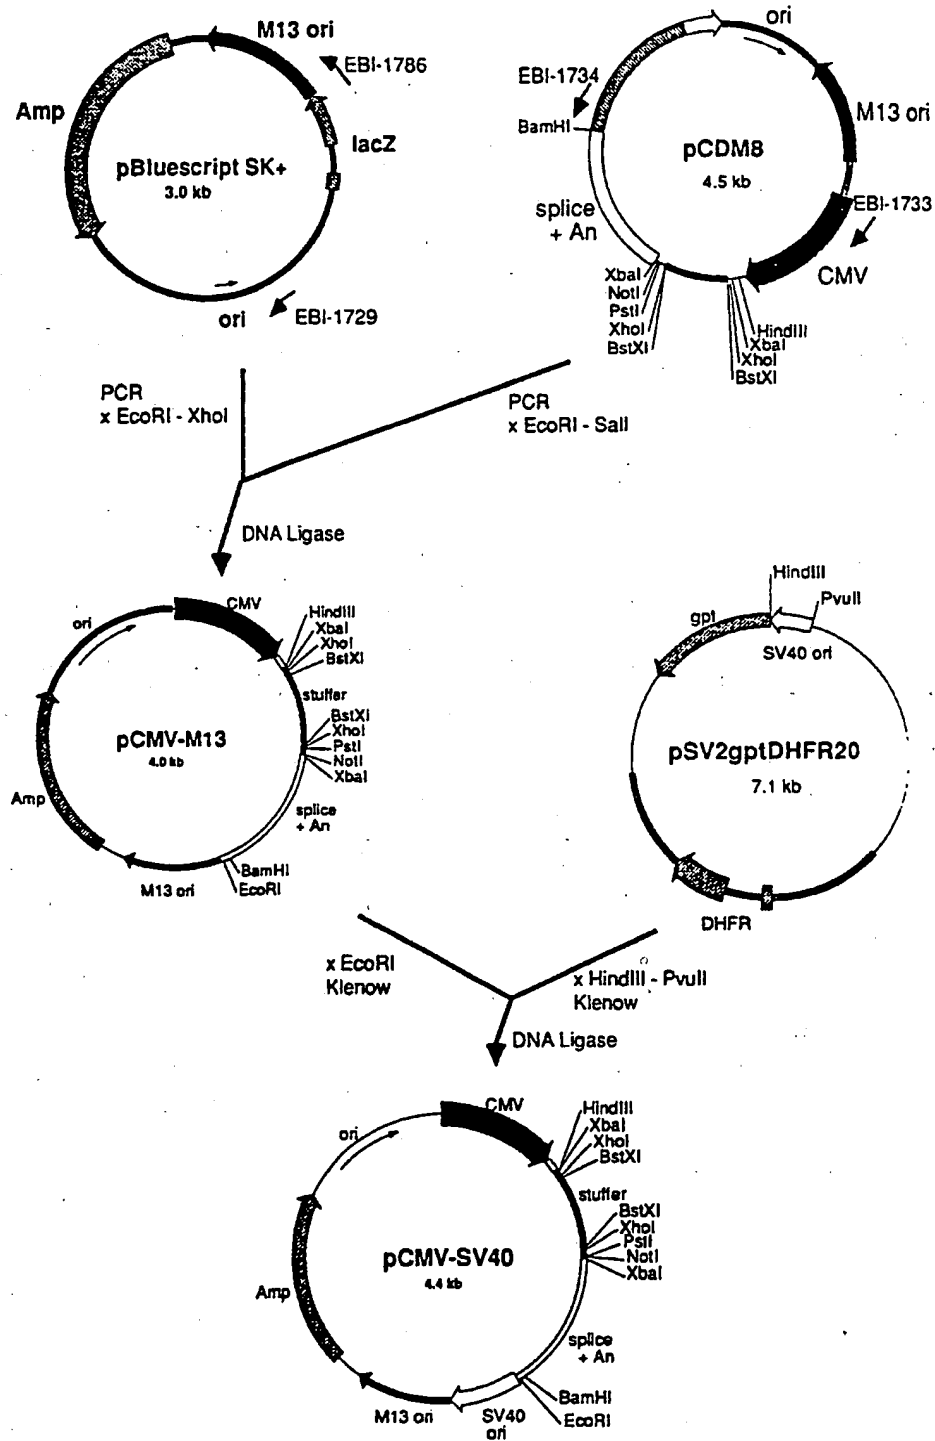 M13 ori
EBI-1786
Amp
lacZ
pBluescript SK+
3.0 kb
ori
EBI-1729
ori
EBI-1734
BamHI
M13 ori
pCDM8
4.5 kb
EBI-1733
splice
+ An
CMV
XbaI
NotI
PstI
XhoI
BstXI
HindIII
XbaI
XhoI
BstXI
PCR
x EcoRI - XhoI
PCR
x EcoRI - SalI
DNA Ligase
ori
CMV
HindIII
XbaI
XhoI
BstXI
stuffer
BstXI
XhoI
PstI
NotI
XbaI
pCMV-M13
4.0 kb
Amp
splice
+ An
BamHI
EcoRI
M13 ori
HindIII
PvuII
gpt
SV40 ori
pSV2gptDHFR20
7.1 kb
DHFR
x EcoRI
Klenow
x HindIII - PvuII
Klenow
DNA Ligase
CMV
ori
HindIII
XbaI
XhoI
BstXI
stuffer
BstXI
XhoI
PstI
NotI
XbaI
pCMV-SV40
4.4 kb
Amp
splice
+ An
BamHI
EcoRI
M13 ori
SV40
ori